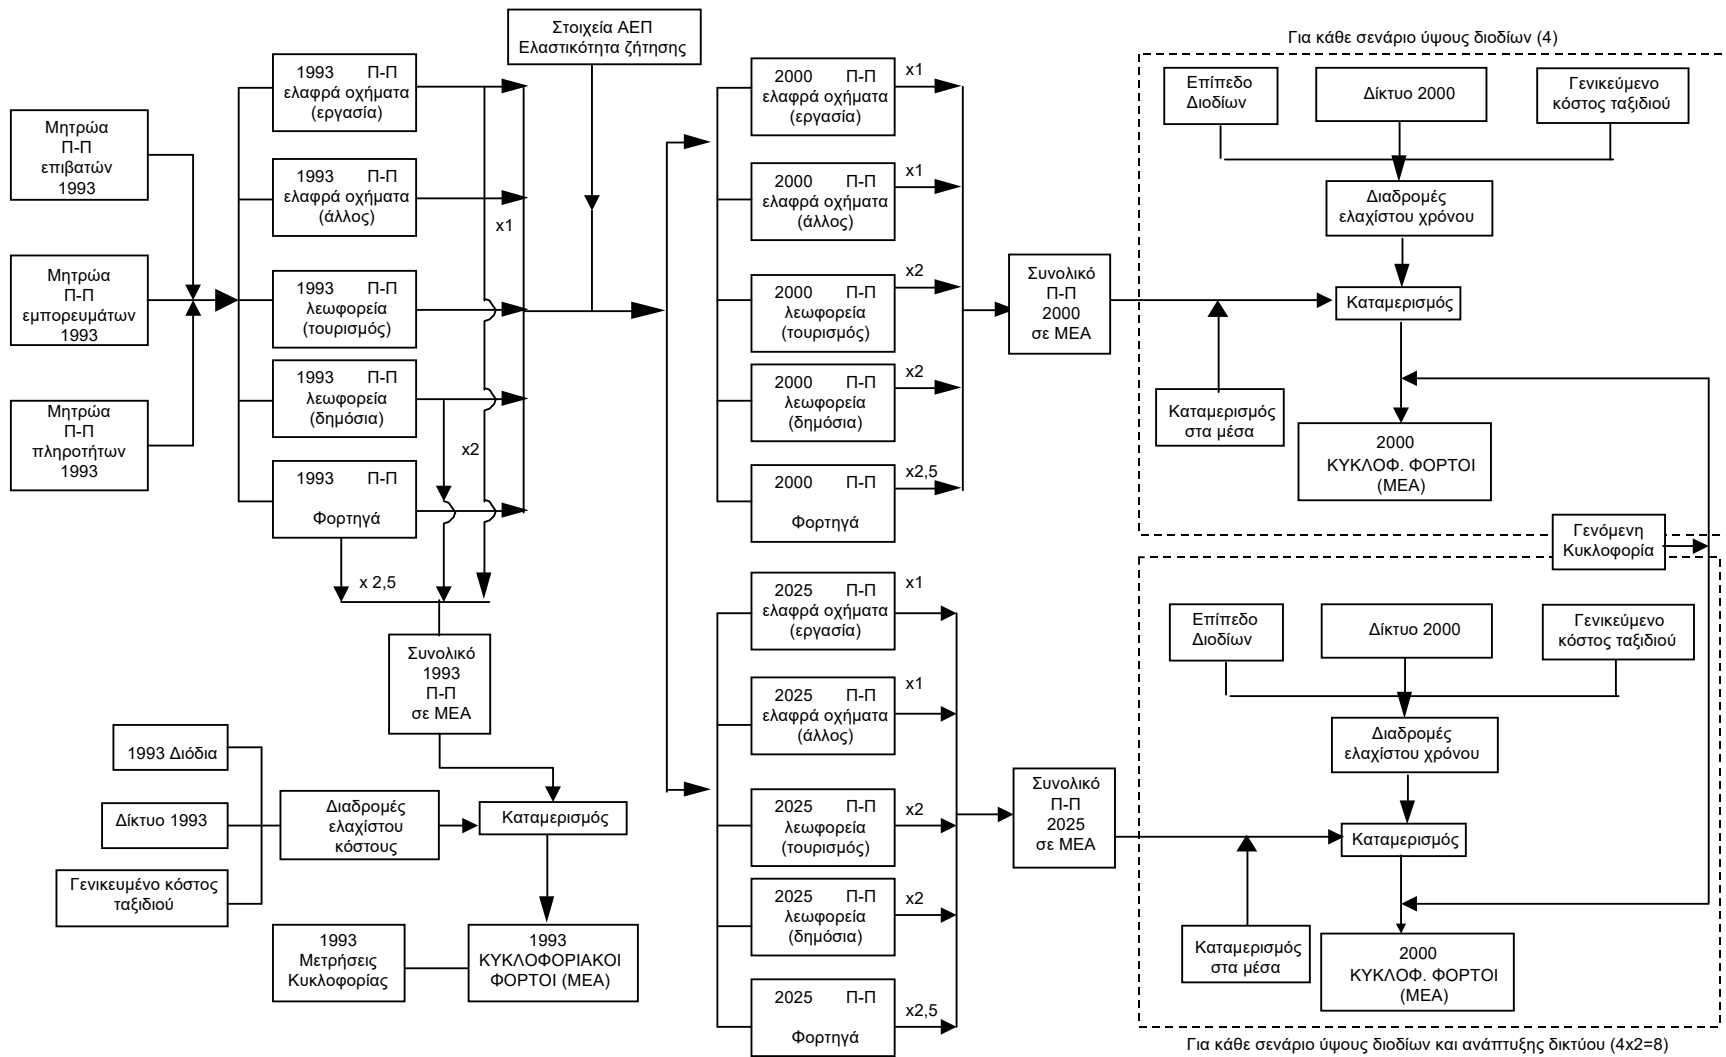 Στοιχεία ΑΕΠ
Ελαστικότητα ζήτησης
Μητρώα
Π-Π
επιβατών
1993
Μητρώα
Π-Π
εμπορευμάτων
1993
Μητρώα
Π-Π
πληροτήτων
1993
1993 Π-Π
ελαφρά οχήματα
(εργασία)
1993 Π-Π
ελαφρά οχήματα
(άλλος)
1993 Π-Π
λεωφορεία
(τουρισμός)
1993 Π-Π
λεωφορεία
(δημόσια)
1993 Π-Π
Φορτηγά
x1
x2
x 2,5
Συνολικό
1993
Π-Π
σε ΜΕΑ
1993 Διόδια
Δίκτυο 1993
Γενικευμένο κόστος
ταξιδιού
Διαδρομές
ελαχίστου
κόστους
Καταμερισμός
1993
Μετρήσεις
Κυκλοφορίας
1993
ΚΥΚΛΟΦΟΡΙΑΚΟΙ
ΦΟΡΤΟΙ (ΜΕΑ)
2000 Π-Π
ελαφρά οχήματα
(εργασία)
x1
2000 Π-Π
ελαφρά οχήματα
(άλλος)
x1
2000 Π-Π
λεωφορεία
(τουρισμός)
x2
2000 Π-Π
λεωφορεία
(δημόσια)
x2
2000 Π-Π
Φορτηγά
x2,5
Συνολικό
Π-Π
2000
σε ΜΕΑ
2025 Π-Π
ελαφρά οχήματα
(εργασία)
x1
2025 Π-Π
ελαφρά οχήματα
(άλλος)
x1
2025 Π-Π
λεωφορεία
(τουρισμός)
x2
2025 Π-Π
λεωφορεία
(δημόσια)
x2
2025 Π-Π
Φορτηγά
x2,5
Συνολικό
Π-Π
2025
σε ΜΕΑ
Για κάθε σενάριο ύψους διοδίων (4)
Επίπεδο
Διοδίων
Δίκτυο 2000
Γενικεύμενο
κόστος ταξιδιού
Διαδρομές
ελαχίστου χρόνου
Καταμερισμός
Καταμερισμός
στα μέσα
2000
ΚΥΚΛΟΦ. ΦΟΡΤΟΙ
(ΜΕΑ)
Γενόμενη
Κυκλοφορία
Επίπεδο
Διοδίων
Δίκτυο 2000
Γενικεύμενο
κόστος ταξιδιού
Διαδρομές
ελαχίστου χρόνου
Καταμερισμός
Καταμερισμός
στα μέσα
2000
ΚΥΚΛΟΦ. ΦΟΡΤΟΙ
(ΜΕΑ)
Για κάθε σενάριο ύψους διοδίων και ανάπτυξης δικτύου (4x2=8)